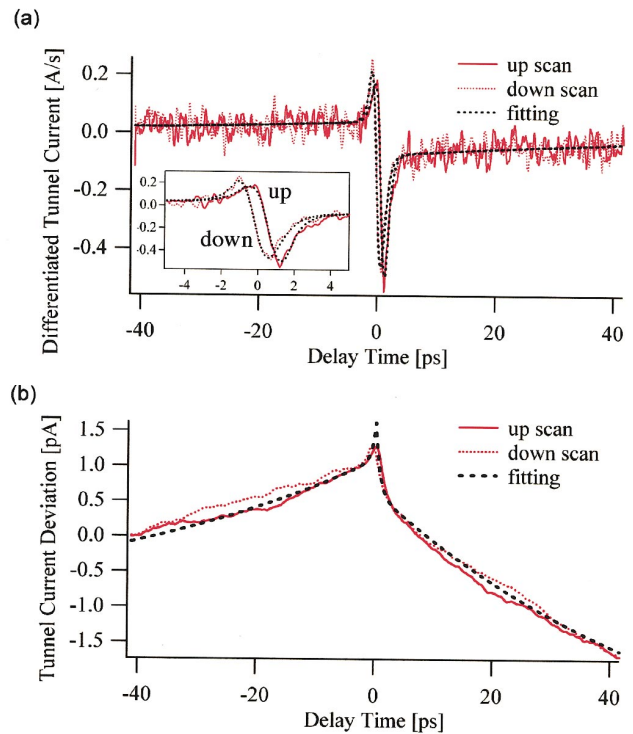 (a)
Differentiated Tunnel Current [A/s]
0.2
0.0
-0.2
-0.4
up scan
down scan
fitting
0.2
0.0
-0.2
-0.4
up
down
-4
-2
0
2
4
-40
-20
0
20
40
Delay Time [ps]
(b)
Tunnel Current Deviation [pA]
1.5
1.0
0.5
0.0
-0.5
-1.0
-1.5
up scan
down scan
fitting
-40
-20
0
20
40
Delay Time [ps]